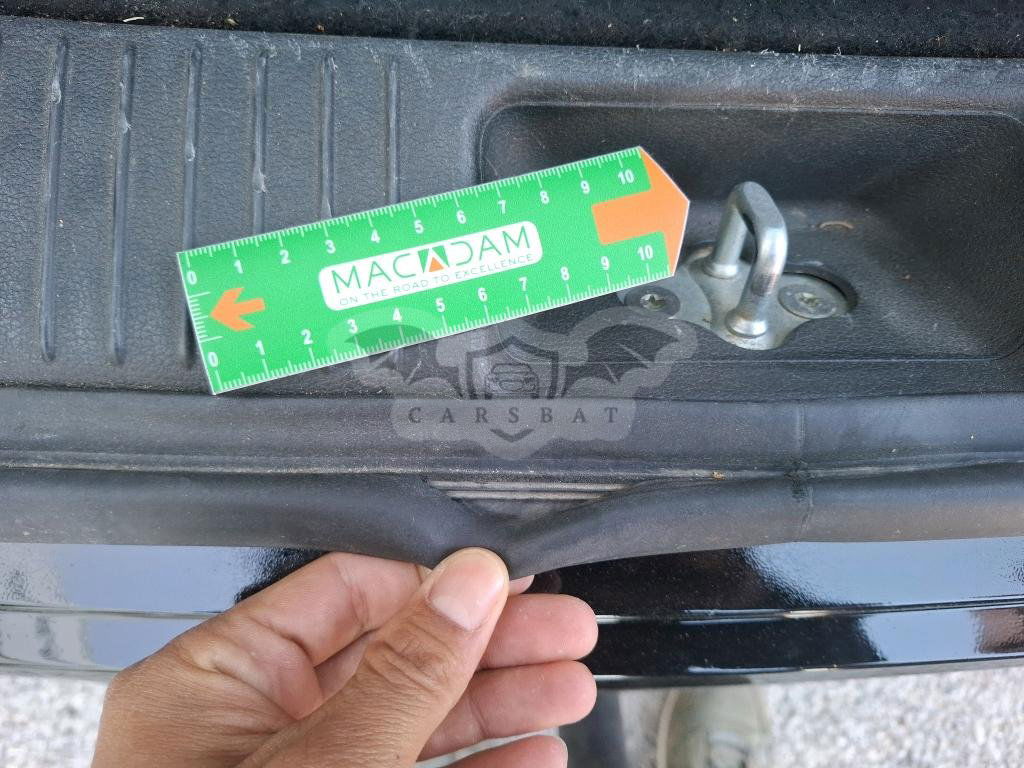 0 1 2 3 4 5 6 7 8 9 10
MACADAM
ON THE ROAD TO EXCELLENCE
0 1 2 3 4 5 6 7 8 9 10
CARSBAT